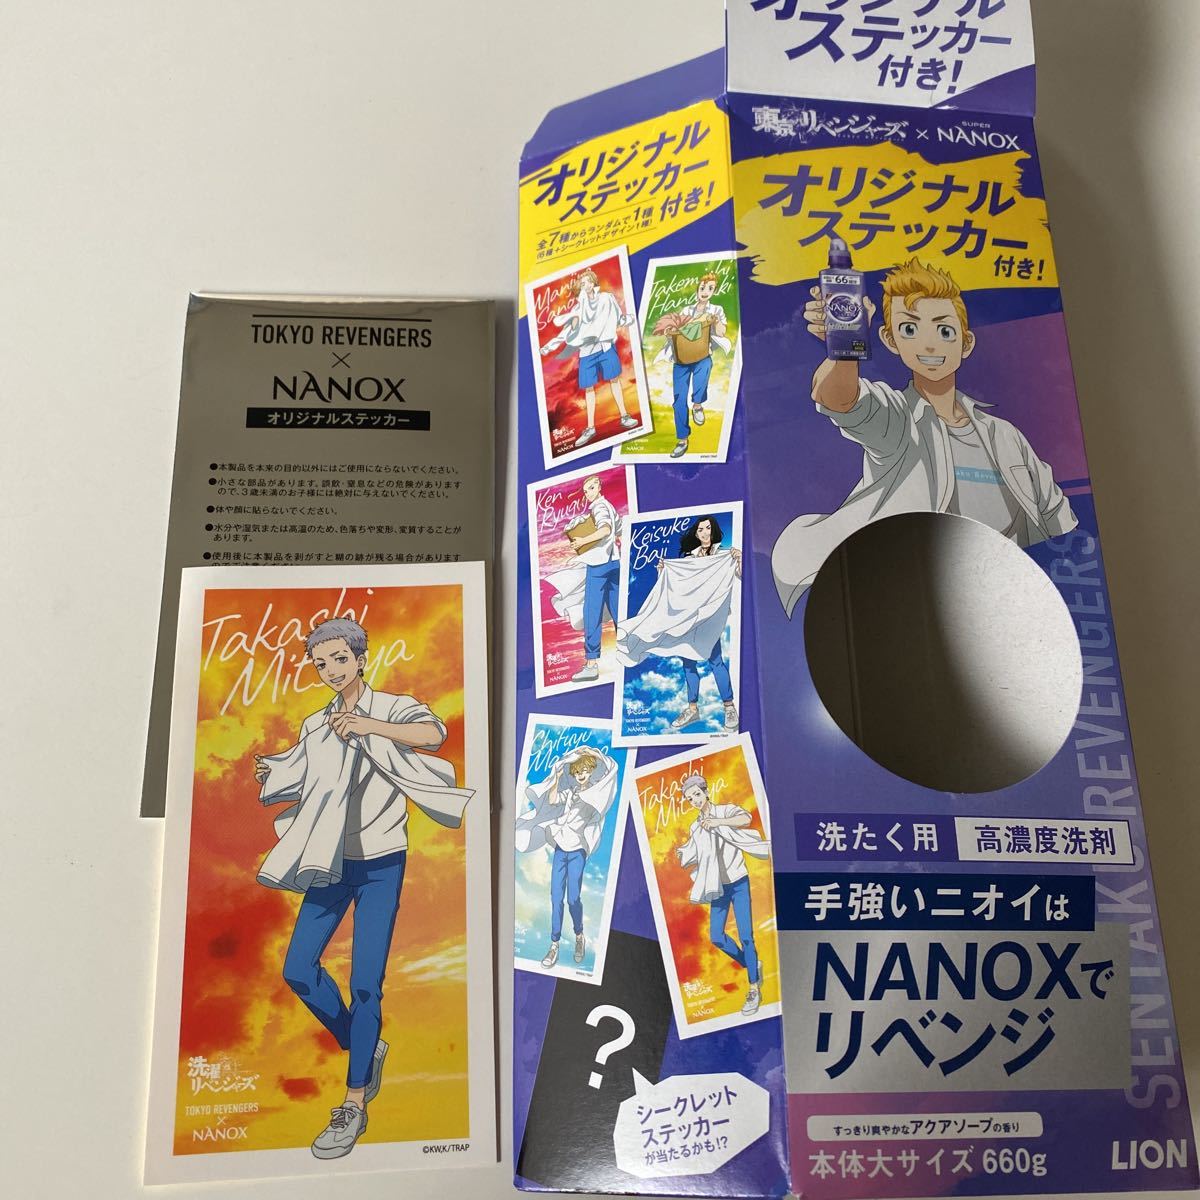 TOKYO REVENGERS
×
NANOX
オリジナルステッカー
●本製品を本来の目的以外にはご使用にならないでください。
●小さな部品があります。誤飲・窒息などの危険があります
ので、3歳未満のお子様には絶対に与えないでください。
●体や顔に貼らないでください。
●水分や湿気または高温のため、色落ちや変形、変質することが
あります。
●使用後に本製品を剥がすと糊の跡が残る場合があります
Takashi
Mitsuya
洗濯
リベンジャーズ
TOKYO REVENGERS
×
NANOX
©KW,K/TRAP
オリジナル
ステッカー
付き!
全7種からランダムで1種
(6種+シークレットデザイン1種)
Manji
Sano
Takemichi
Hanagaki
Ken
Ryuguji
Keisuke
Baji
Chifuyu
Takashi
Mitsuya
?
シークレット
ステッカー
が当たるかも!?
オリジナル
ステッカー
付き!
東京リベンジャーズ × SUPER NANOX
オリジナル
ステッカー
付き!
66
NANOX
SENTAKU REVENGERS
洗たく用 高濃度洗剤
手強いニオイは
NANOXで
リベンジ
すっきり爽やかなアクアソープの香り
本体大サイズ 660g
LION